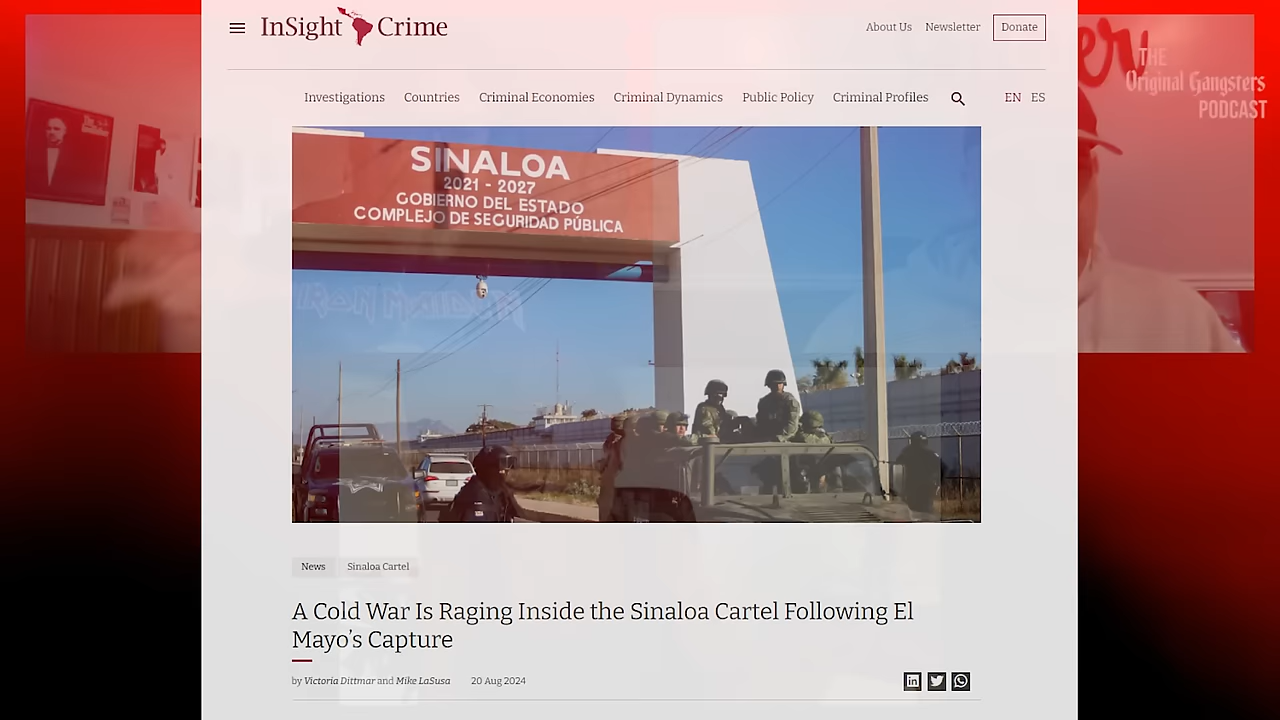 InSight Crime
About Us Newsletter Donate
THE
Original Gangsters
PODCAST
Investigations Countries Criminal Economies Criminal Dynamics Public Policy Criminal Profiles EN ES
SINALOA
2021 - 2027
GOBIERNO DEL ESTADO
COMPLEJO DE SEGURIDAD PÚBLICA
IRON MAIDEN
News Sinaloa Cartel
A Cold War Is Raging Inside the Sinaloa Cartel Following El
Mayo's Capture
by Victoria Dittmar and Mike LaSusa 20 Aug 2024